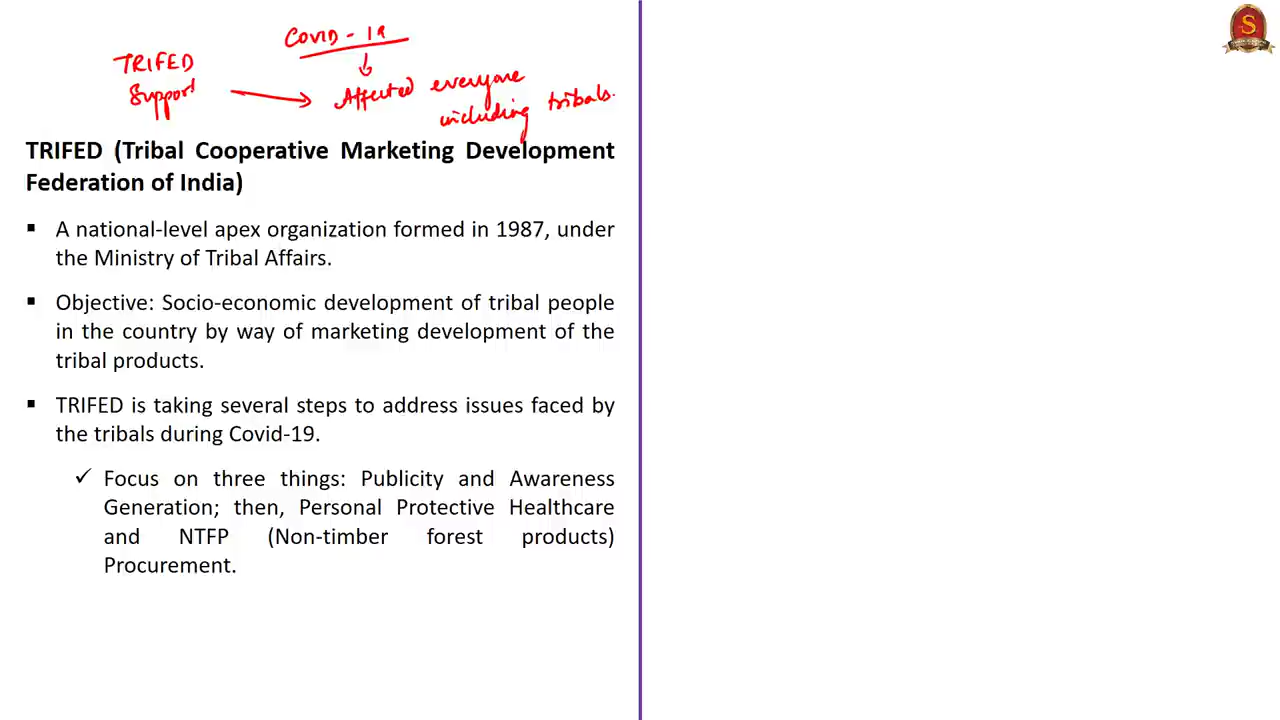 Covid-19
TRIFED
Support
Affected everyone
including tribals.
TRIFED (Tribal Cooperative Marketing Development
Federation of India)
▪ A national-level apex organization formed in 1987, under
the Ministry of Tribal Affairs.
▪ Objective: Socio-economic development of tribal people
in the country by way of marketing development of the
tribal products.
▪ TRIFED is taking several steps to address issues faced by
the tribals during Covid-19.
✓ Focus on three things: Publicity and Awareness
Generation; then, Personal Protective Healthcare
and NTFP (Non-timber forest products)
Procurement.
S